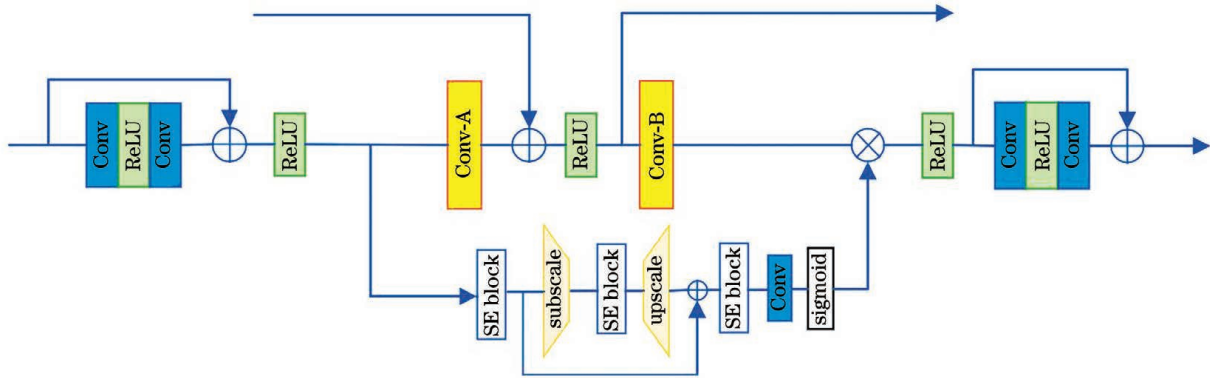 Conv
ReLU
Conv
ReLU
Conv-A
ReLU
Conv-B
ReLU
Conv
ReLU
Conv
SE block
subscale
SE block
upscale
SE block
Conv
sigmoid